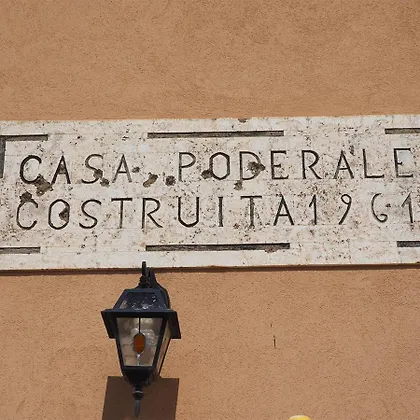 CASA PODERALE
COSTRUITA 1961